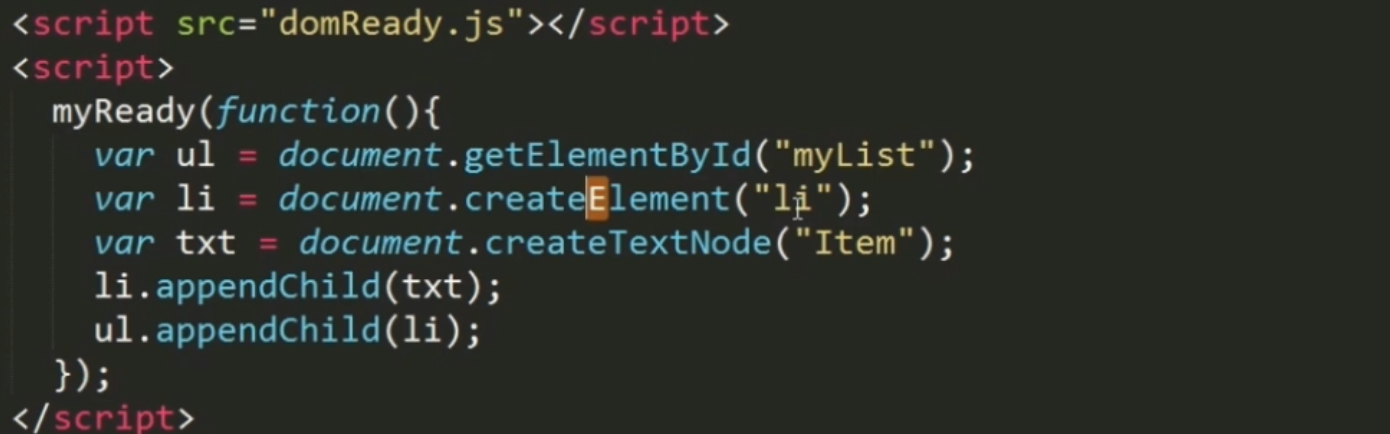 <script src="domReady.js"></script>
<script>
myReady(function(){
var ul = document.getElementById("myList");
var li = document.createElement("li");
var txt = document.createTextNode("Item");
li.appendChild(txt);
ul.appendChild(li);
});
</script>